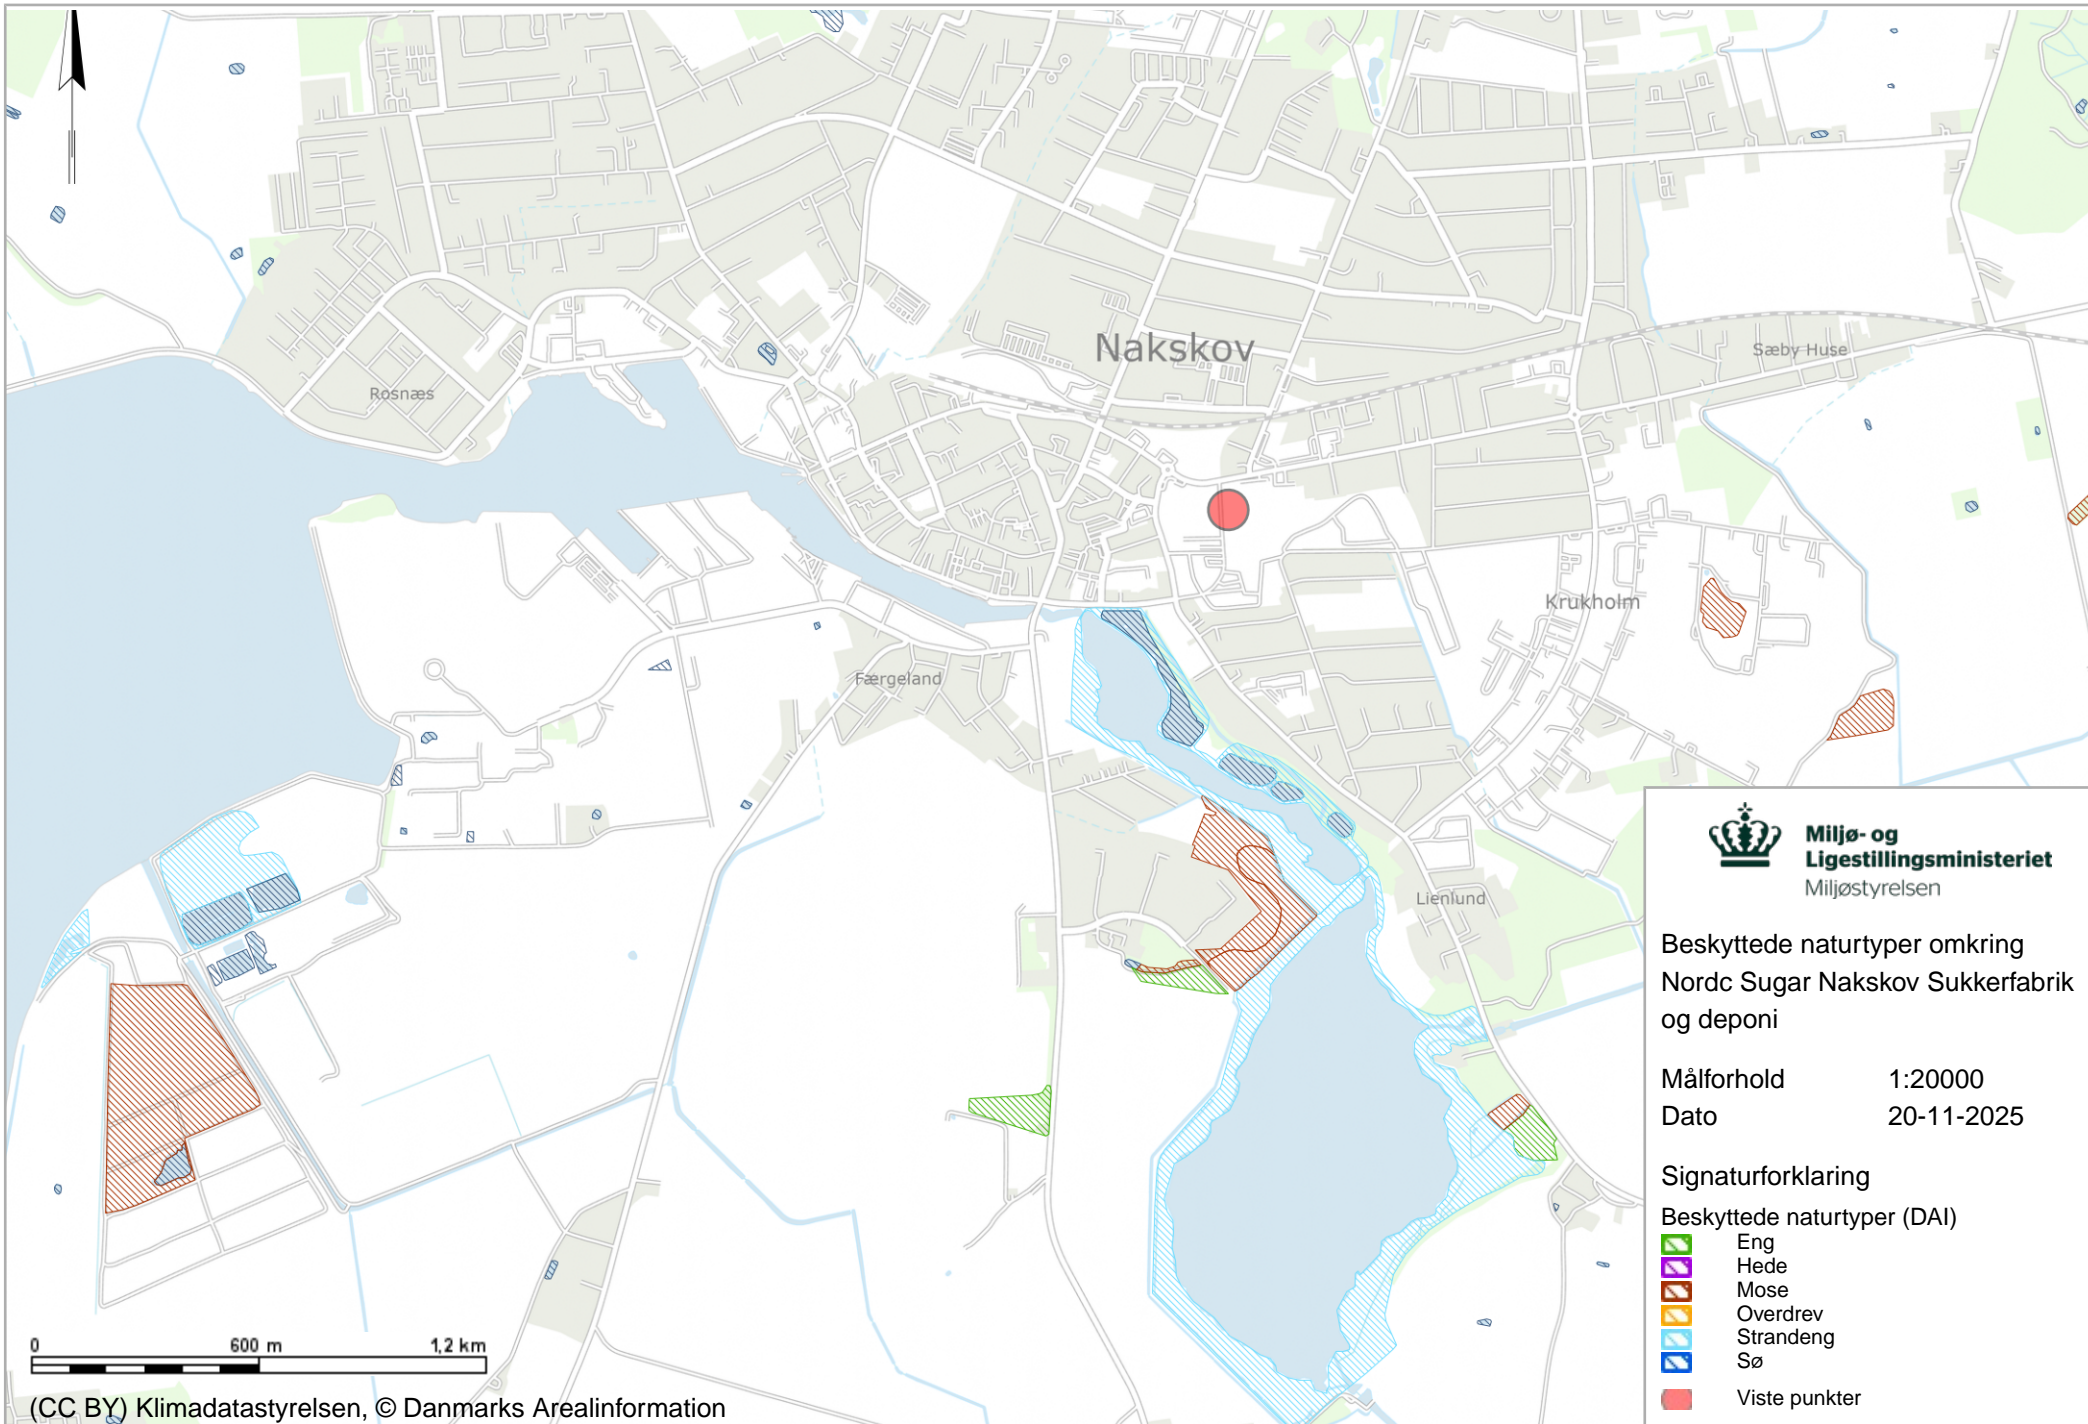 Nakskov
Sæby Huse
Rosnæs
Krukholm
Færgeland
Lienlund
Miljø- og
Ligestillingsministeriet
Miljøstyrelsen
Beskyttede naturtyper omkring
Nordc Sugar Nakskov Sukkerfabrik
og deponi
Målforhold 1:20000
Dato 20-11-2025
Signaturforklaring
Beskyttede naturtyper (DAI)
Eng
Hede
Mose
Overdrev
Strandeng
Sø
Viste punkter
0 600 m 1,2 km
(CC BY) Klimadatastyrelsen, © Danmarks Arealinformation